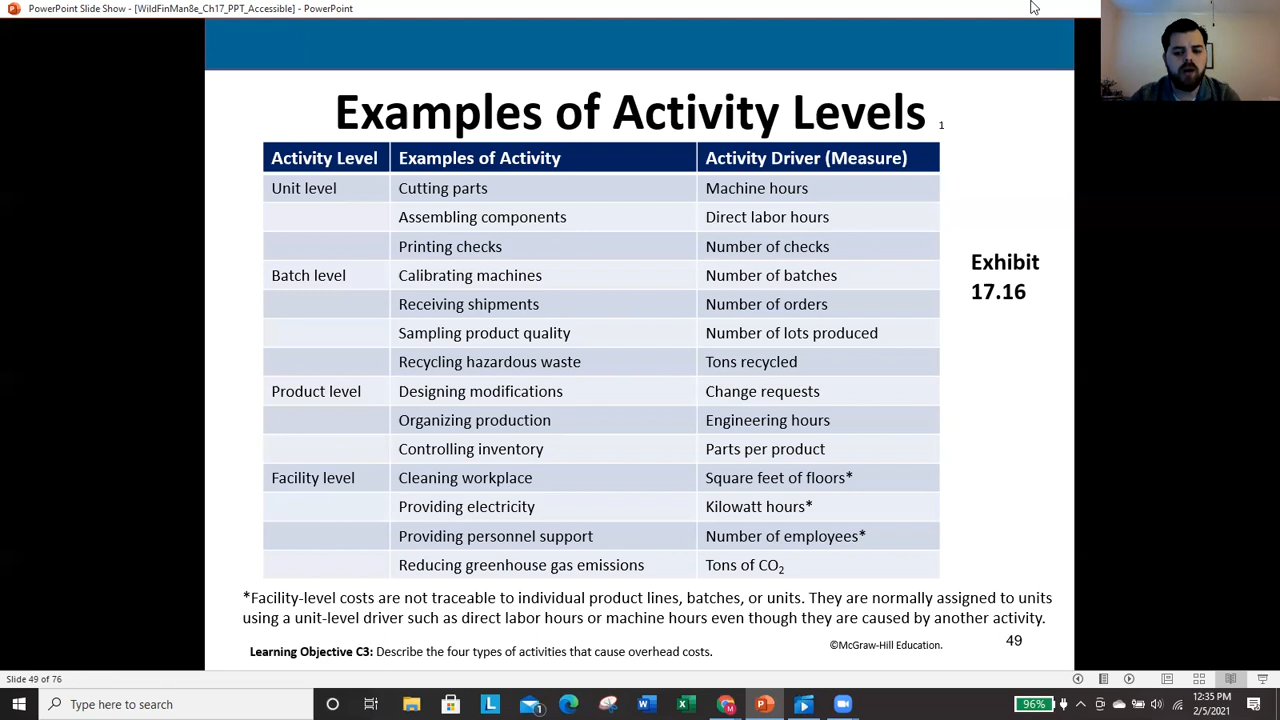 PowerPoint Slide Show - [WildFinMan8e_Ch17_PPT_Accessible] - PowerPoint
Examples of Activity Levels 1
Activity Level Examples of Activity Activity Driver (Measure)
Unit level Cutting parts Machine hours
Assembling components Direct labor hours
Printing checks Number of checks
Batch level Calibrating machines Number of batches
Receiving shipments Number of orders
Sampling product quality Number of lots produced
Recycling hazardous waste Tons recycled
Product level Designing modifications Change requests
Organizing production Engineering hours
Controlling inventory Parts per product
Facility level Cleaning workplace Square feet of floors*
Providing electricity Kilowatt hours*
Providing personnel support Number of employees*
Reducing greenhouse gas emissions Tons of CO₂
Exhibit
17.16
*Facility-level costs are not traceable to individual product lines, batches, or units. They are normally assigned to units
using a unit-level driver such as direct labor hours or machine hours even though they are caused by another activity.
Learning Objective C3: Describe the four types of activities that cause overhead costs.
©McGraw-Hill Education.
49
Slide 49 of 76
Type here to search
96%
12:35 PM
2/5/2021